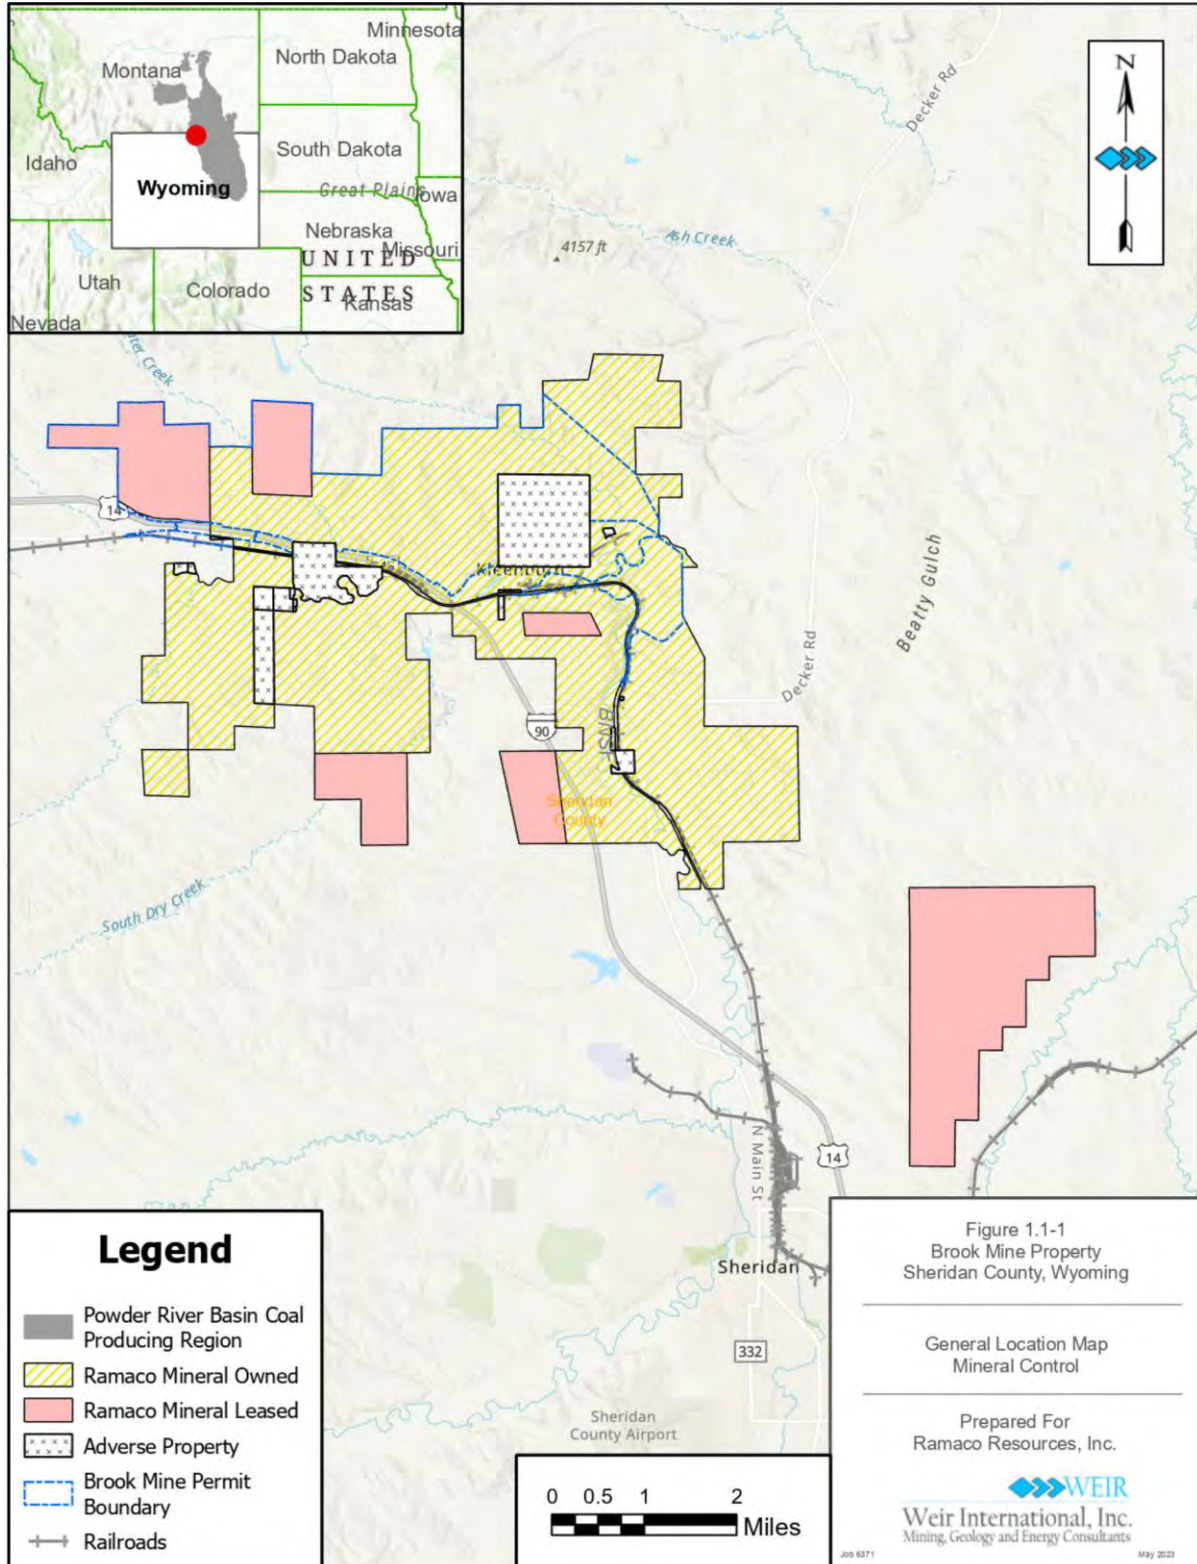 Minnesota
North Dakota
Montana
South Dakota
Idaho
Wyoming
Great Plains
Iowa
Nebraska
Missouri
UNITED
STATES
Utah
Colorado
Kansas
Nevada
N
Decker Rd
Ash Creek
4157 ft
14
Kleenburn
Beatty Gulch
Decker Rd
BNSF
90
Sheridan
County
South Dry Creek
N Main St
14
Sheridan
332
Sheridan
County Airport
Legend
Powder River Basin Coal
Producing Region
Ramaco Mineral Owned
Ramaco Mineral Leased
Adverse Property
Brook Mine Permit
Boundary
Railroads
0 0.5 1 2
Miles
Figure 1.1-1
Brook Mine Property
Sheridan County, Wyoming
General Location Map
Mineral Control
Prepared For
Ramaco Resources, Inc.
WEIR
Weir International, Inc.
Mining, Geology and Energy Consultants
Job 6371
May 2023